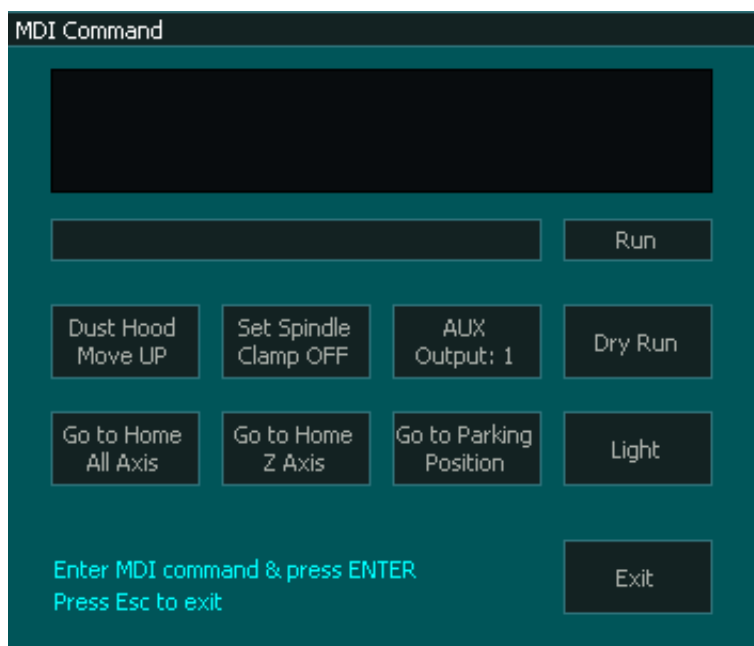 MDI Command
Run
Dust Hood
Move UP
Set Spindle
Clamp OFF
AUX
Output: 1
Dry Run
Go to Home
All Axis
Go to Home
Z Axis
Go to Parking
Position
Light
Enter MDI command & press ENTER
Press Esc to exit
Exit